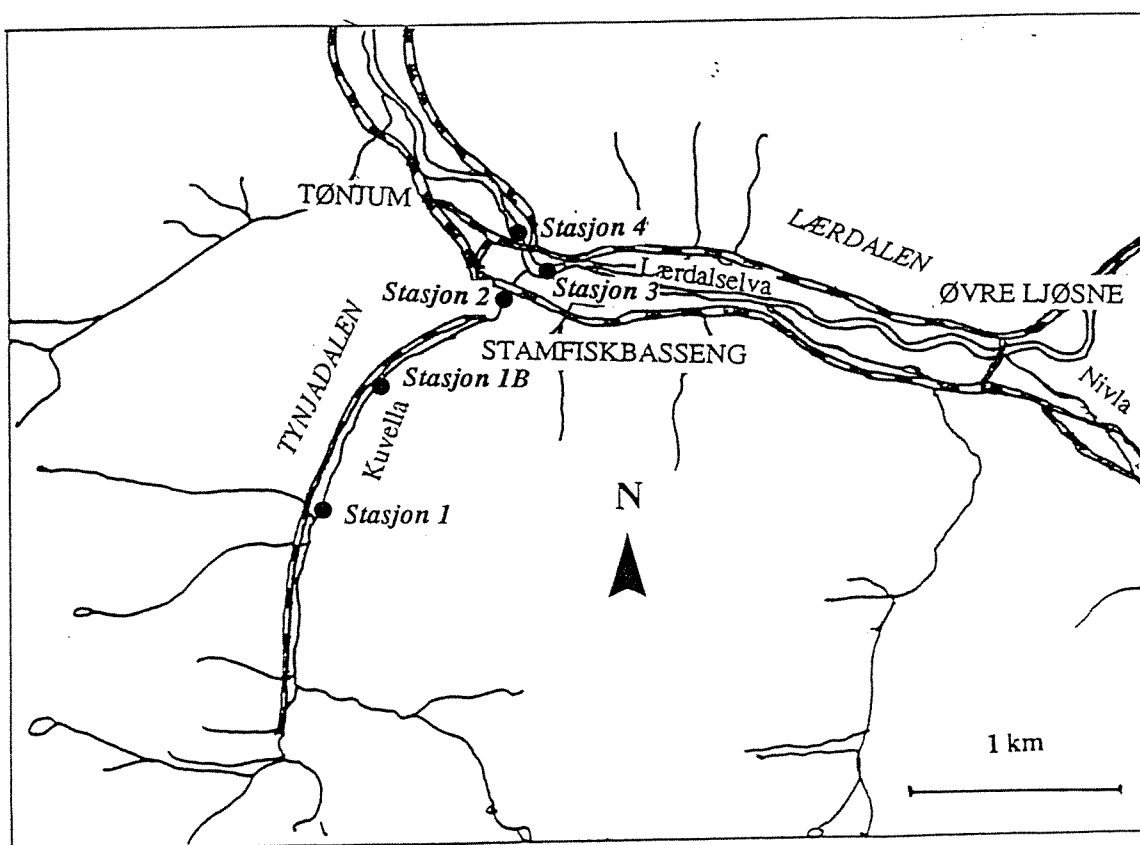 TØNJUM
Stasjon 4
LÆRDALEN
Lærdalselva
Stasjon 2
Stasjon 3
ØVRE LJØSNE
STAMFISKBASSENG
Stasjon 1B
Nivla
TYNJADALEN
Kuvella
N
Stasjon 1
1 km